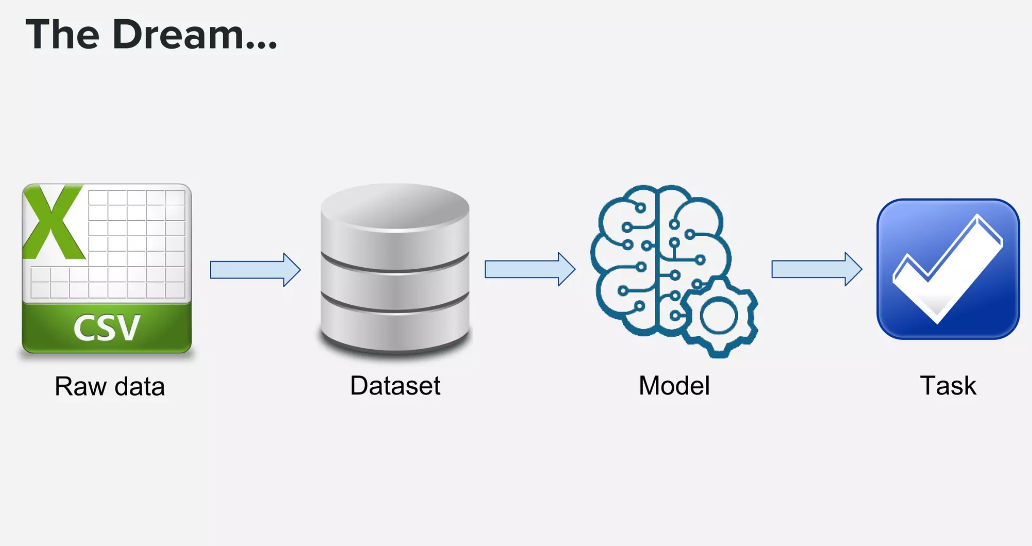 The Dream...
X
CSV
Raw data
Dataset
Model
Task